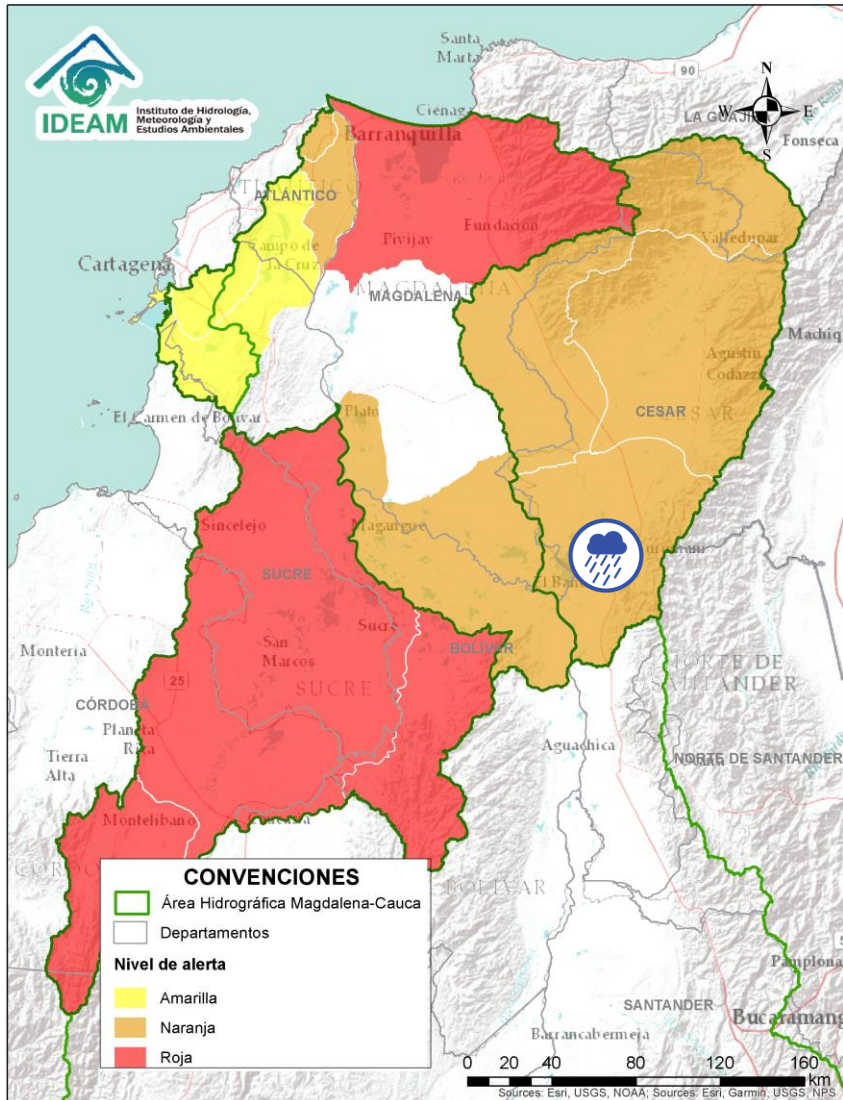 IDEAM
Instituto de Hidrología,
Meteorología y
Estudios Ambientales
Santa
Marta
90
N
W
E
S
Ciénaga
LA GUAJIRA
Fonseca
Barranquilla
ATLÁNTICO
Pivijay
Fundación
Valledupar
Campo de
la Cruz
Cartagena
MAGDALENA
MAGDALENA
Machiq
Agustín
Codazzi
El Carmen de Bolívar
Plato
CESAR
Sincelejo
Magangué
SUCRE
El Ban
Montería
San
Marcos
Sucre
BOLÍVAR
NORTE DE
SANTANDER
25
SUCRE
CÓRDOBA
Planeta
Rica
Aguachica
Tierra
Alta
NORTE DE SANTANDER
Montelíbano
BOLÍVAR
CONVENCIONES
Área Hidrográfica Magdalena-Cauca
Departamentos
Nivel de alerta
Amarilla
Naranja
Roja
Pamplona
SANTANDER
Bucaramang
Barrancabermeja
0 20 40 80 120 160
km
Sources: Esri, USGS, NOAA; Sources: Esri, Garmin, USGS, NPS